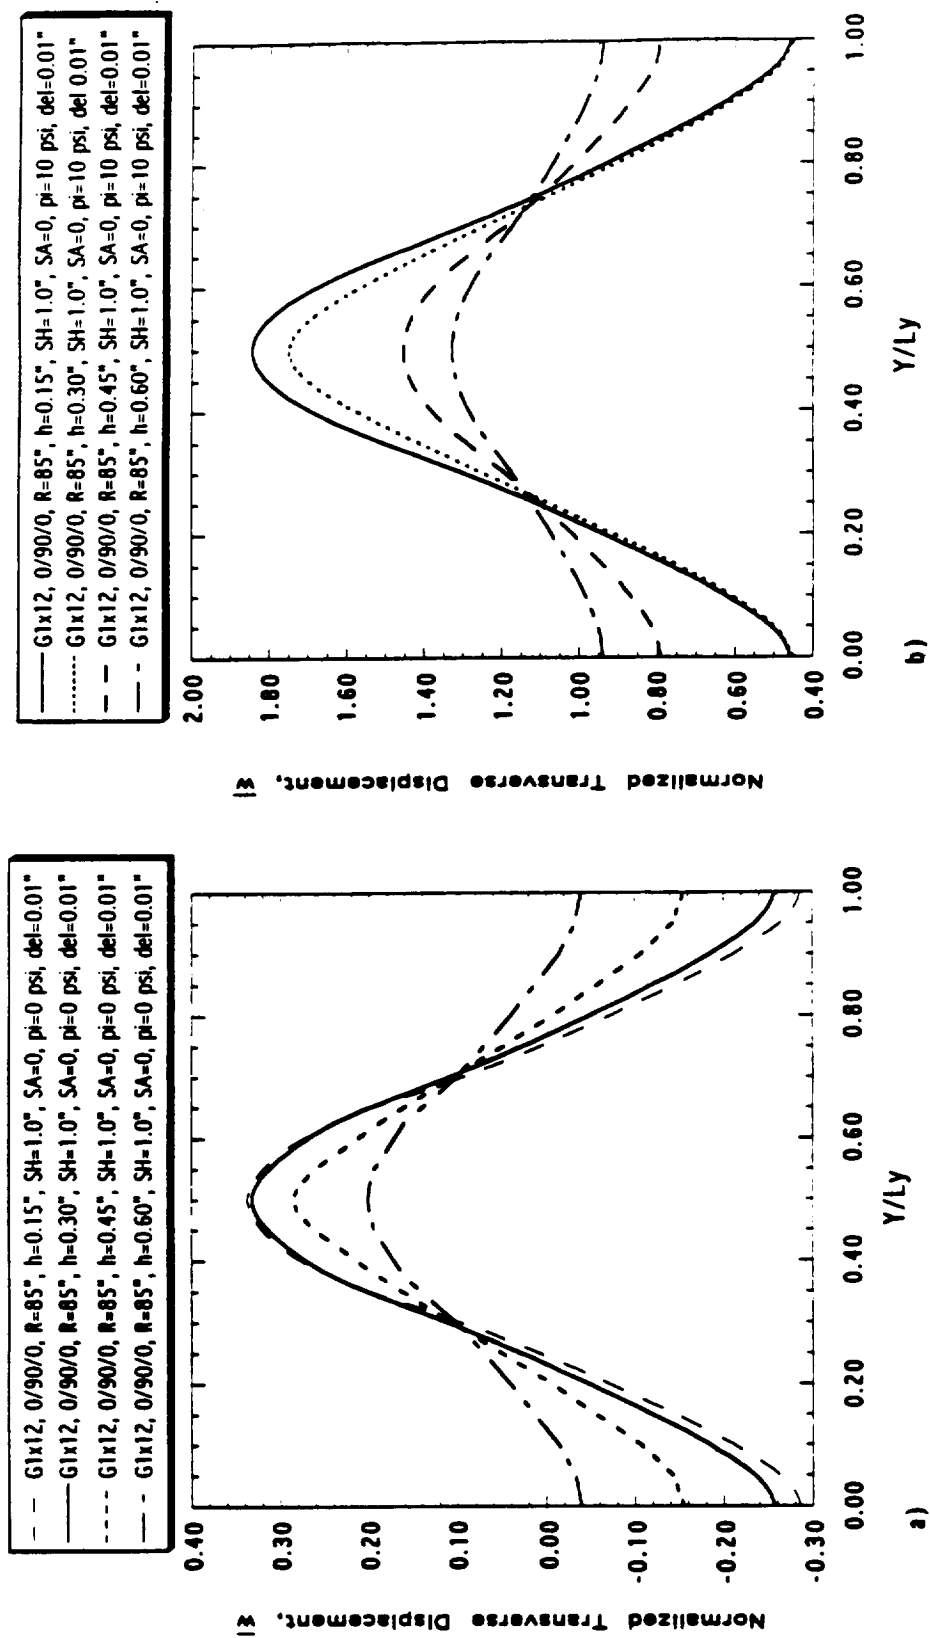 G1x12, 0/90/0, R=85", h=0.15", SH=1.0", SA=0, pi=0 psi, del=0.01"
G1x12, 0/90/0, R=85", h=0.30", SH=1.0", SA=0, pi=0 psi, del=0.01"
G1x12, 0/90/0, R=85", h=0.45", SH=1.0", SA=0, pi=0 psi, del=0.01"
G1x12, 0/90/0, R=85", h=0.60", SH=1.0", SA=0, pi=0 psi, del=0.01"
Normalized Transverse Displacement, w̅
0.40
0.30
0.20
0.10
0.00
-0.10
-0.20
-0.30
0.00 0.20 0.40 0.60 0.80 1.00
Y/Ly
a)
G1x12, 0/90/0, R=85", h=0.15", SH=1.0", SA=0, pi=10 psi, del=0.01"
G1x12, 0/90/0, R=85", h=0.30", SH=1.0", SA=0, pi=10 psi, del 0.01"
G1x12, 0/90/0, R=85", h=0.45", SH=1.0", SA=0, pi=10 psi, del=0.01"
G1x12, 0/90/0, R=85", h=0.60", SH=1.0", SA=0, pi=10 psi, del=0.01"
Normalized Transverse Displacement, w̅
2.00
1.80
1.60
1.40
1.20
1.00
0.80
0.60
0.40
0.00 0.20 0.40 0.60 0.80 1.00
Y/Ly
b)